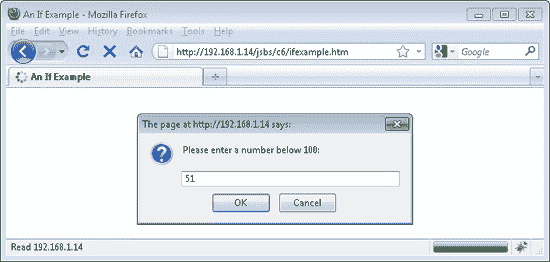 An If Example - Mozilla Firefox
File Edit View History Bookmarks Tools Help
http://192.168.1.14/jsbs/c6/ifexample.htm
Google
An If Example
The page at http://192.168.1.14 says:
Please enter a number below 100:
51
OK Cancel
Read 192.168.1.14